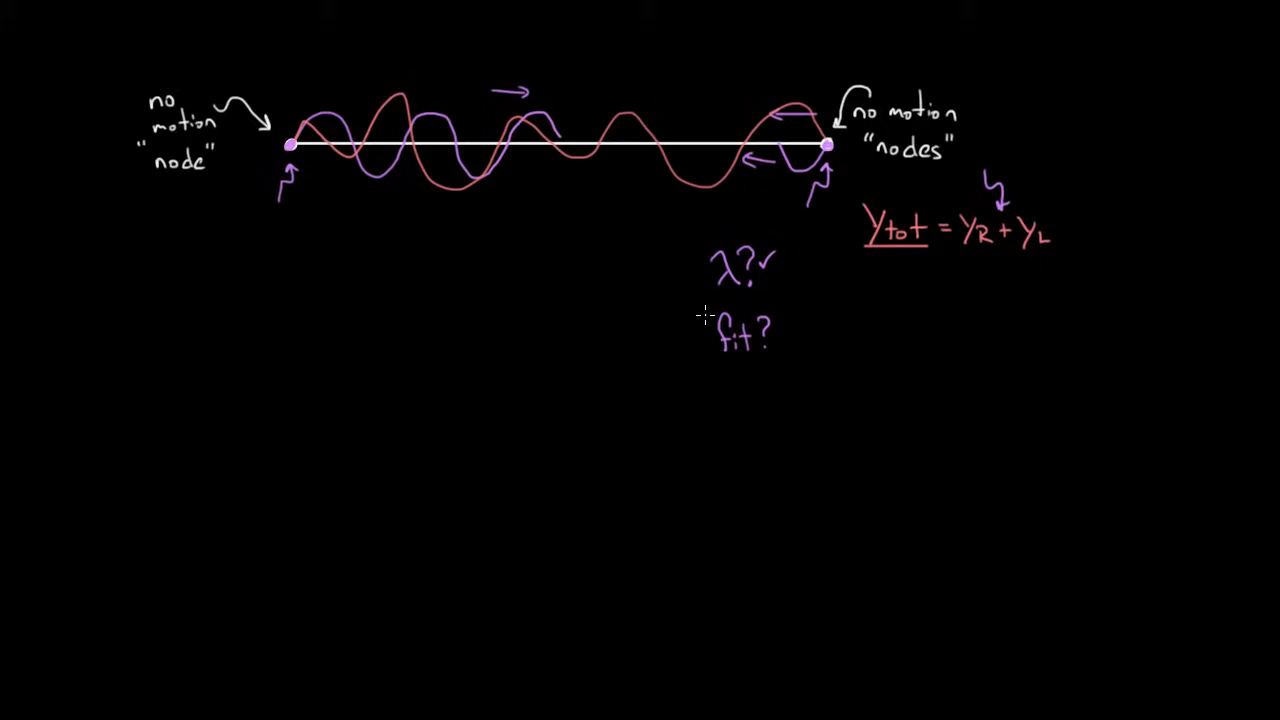 no
motion
"node"
no motion
"nodes"
ytot = yR + yL
λ? ✓
fit?